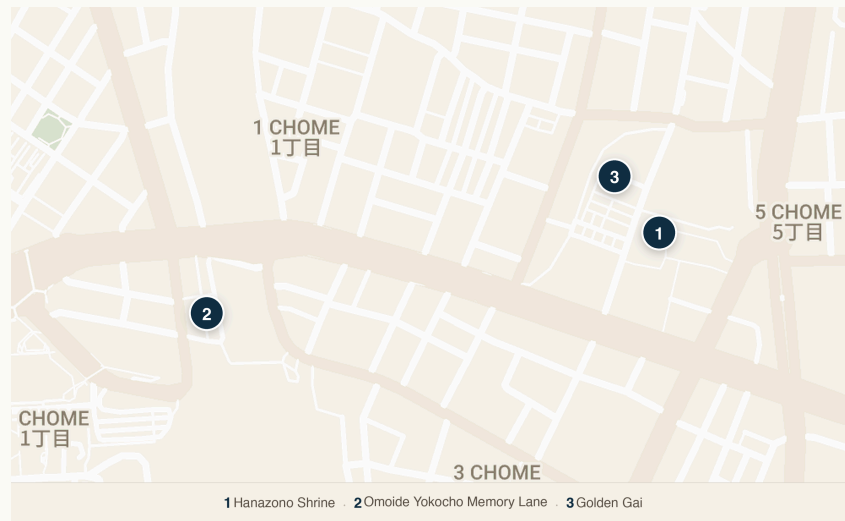 1 CHOME
1丁目
3
5 CHOME
5丁目
1
2
CHOME
1丁目
3 CHOME
1 Hanazono Shrine . 2 Omoide Yokocho Memory Lane . 3 Golden Gai